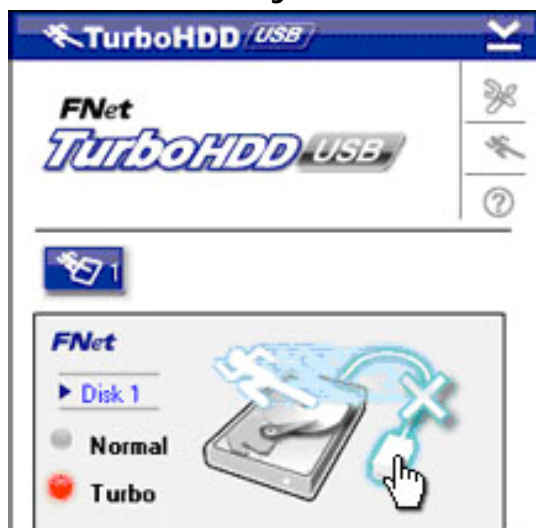 TurboHDD USB
FNet
TurboHDD USB
1
FNet
Disk 1
Normal
Turbo